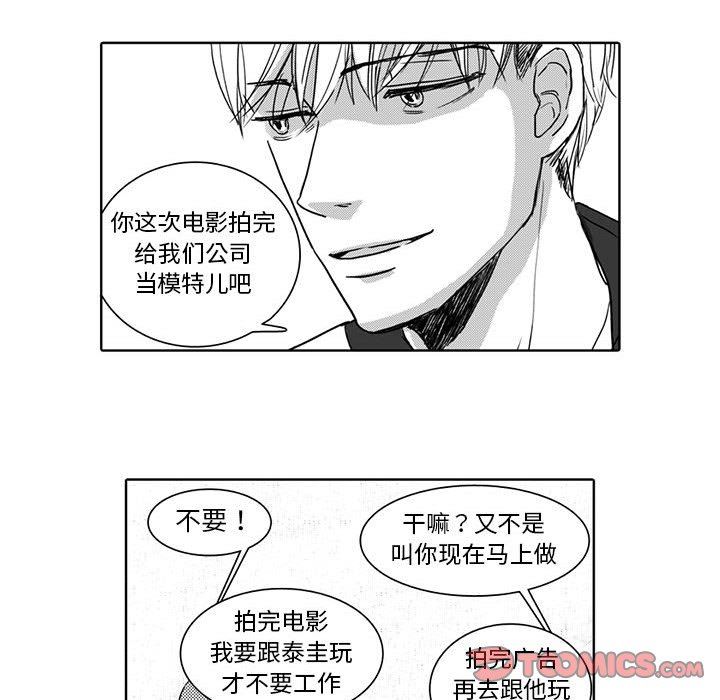 你这次电影拍完
给我们公司
当模特儿吧
不要！
干嘛？又不是
叫你现在马上做
拍完电影
我要跟泰圭玩
才不要工作
拍完广告
再去跟他玩
TOOMICS.COM